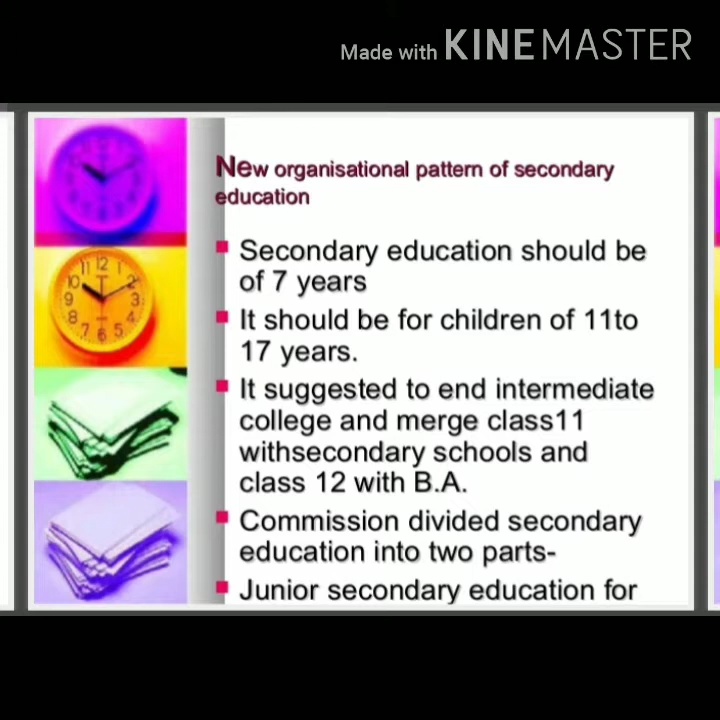 Made with KINEMASTER
New organisational pattern of secondary
education
Secondary education should be
of 7 years
It should be for children of 11to
17 years.
It suggested to end intermediate
college and merge class11
withsecondary schools and
class 12 with B.A.
Commission divided secondary
education into two parts-
Junior secondary education for